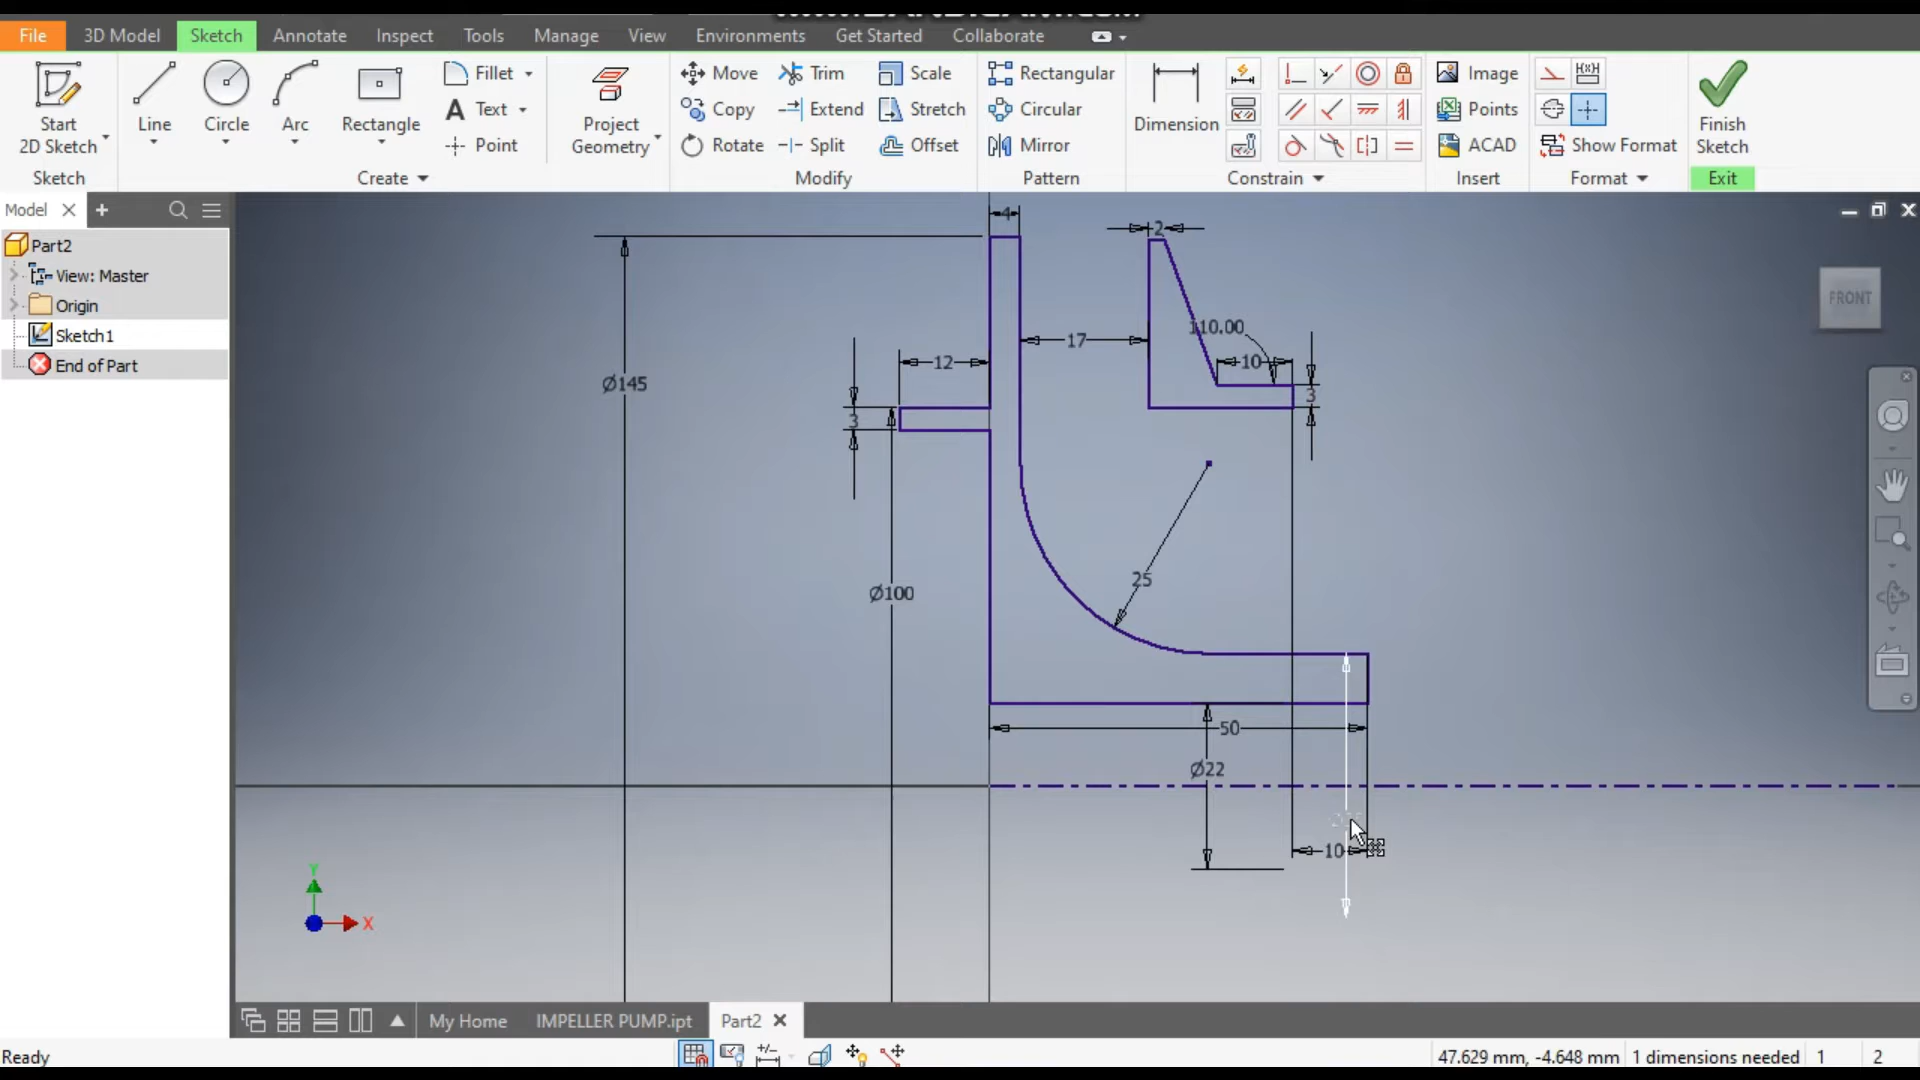 File 3D Model Sketch Annotate Inspect Tools Manage View Environments Get Started Collaborate
Start 2D Sketch
Line
Circle
Arc
Rectangle
Fillet
Text
Point
Project Geometry
Move Trim Scale
Copy Extend Stretch
Rotate Split Offset
Rectangular
Circular
Mirror
Dimension
Image
Points
ACAD
Show Format
Finish Sketch
Sketch Create Modify Pattern Constrain Insert Format Exit
Model
Part2
View: Master
Origin
Sketch1
End of Part
FRONT
4
2
110.00
17
12
10
3
Ø145
3
Ø100
25
50
Ø22
10
Y
X
My Home IMPELLER PUMP.ipt Part2
Ready
47.629 mm, -4.648 mm 1 dimensions needed 1 2